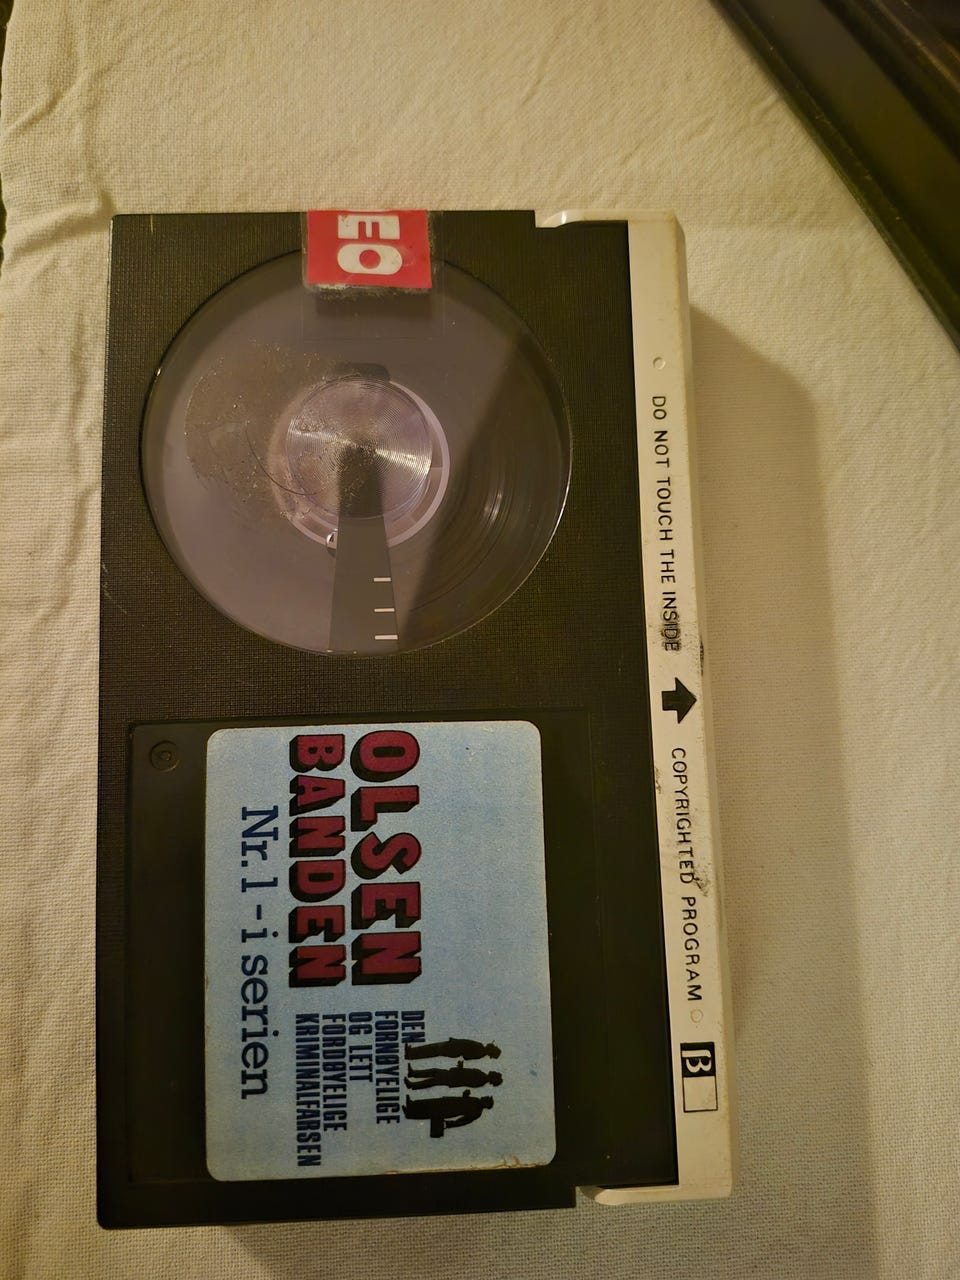 EO
DO NOT TOUCH THE INSIDE
COPYRIGHTED PROGRAM
β
OLSEN
BANDEN
Nr. 1 - i serien
DEN
FORNØYELIGE
OG LETT
FORDØYELIGE
KRIMINALFARSEN